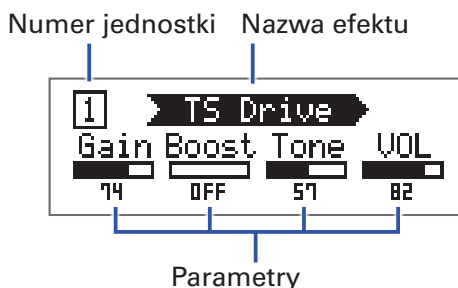 Numer jednostki Nazwa efektu
1 TS Drive
Gain Boost Tone VOL
74 OFF 57 82
Parametry